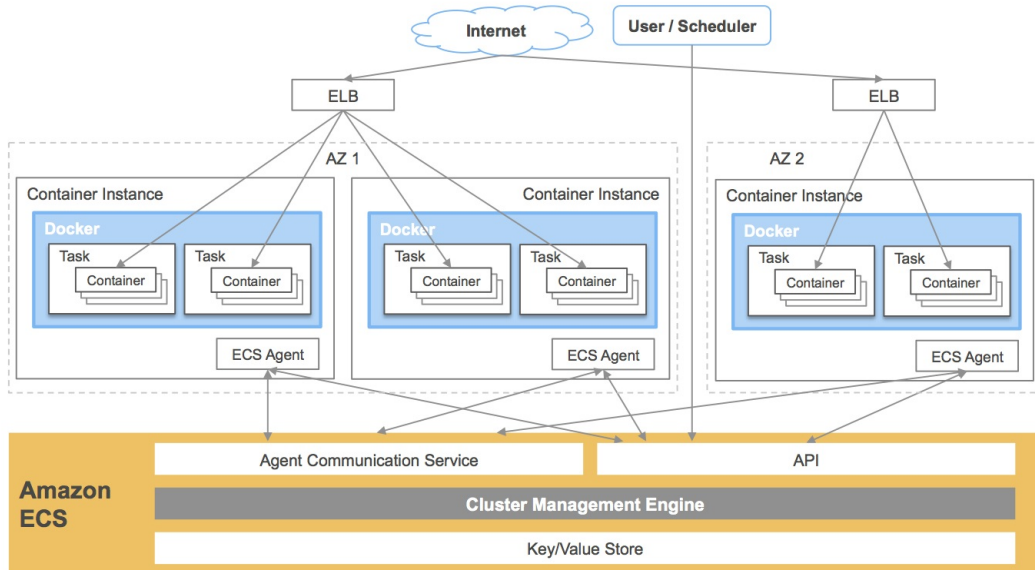 Internet
User / Scheduler
ELB
ELB
AZ 1
AZ 2
Container Instance
Docker
Task
Container
Task
Container
ECS Agent
Container Instance
Docker
Task
Container
Task
Container
ECS Agent
Container Instance
Docker
Task
Container
Task
Container
ECS Agent
Amazon
ECS
Agent Communication Service
API
Cluster Management Engine
Key/Value Store